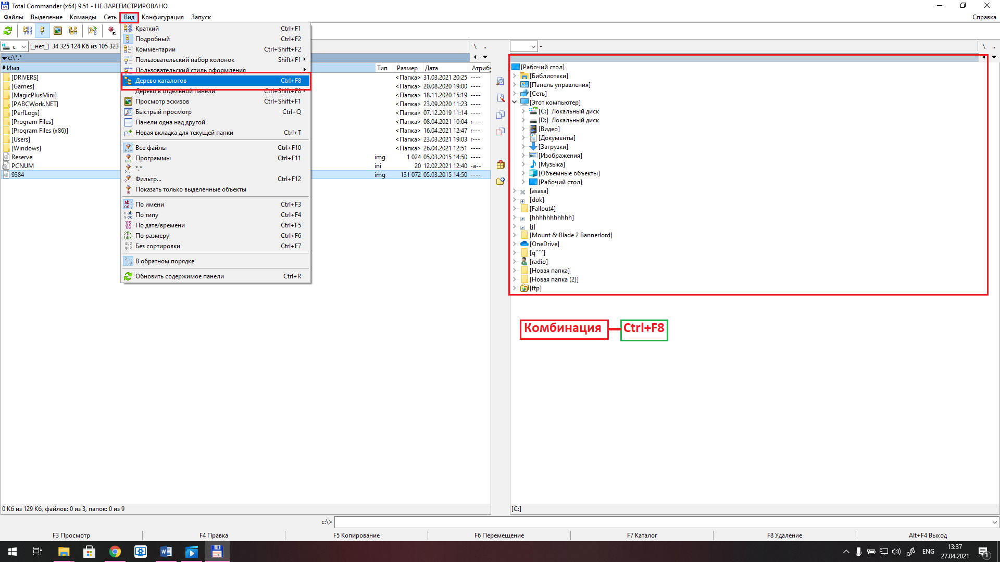 Total Commander (x64) 9.51 - НЕ ЗАРЕГИСТРИРОВАНО
Файлы Выделение Команды Сеть Вид Конфигурация Запуск Справка
c [_нет_] 34 325 124 Кб из 105 323 \ ..
c:\*.* * 
Имя Тип Размер Дата Атрибу
[DRIVERS] <Папка> 31.03.2021 20:25 ----
[Games] <Папка> 20.08.2020 19:00 ----
[MagicPlusMini] <Папка> 18.11.2020 15:19 ----
[PABCWork.NET] <Папка> 23.09.2020 11:23 ----
[PerfLogs] <Папка> 07.12.2019 11:14 ----
[Program Files] <Папка> 08.04.2021 10:04 r---
[Program Files (x86)] <Папка> 16.04.2021 12:47 r---
[Users] <Папка> 23.03.2021 19:03 r---
[Windows] <Папка> 26.04.2021 12:51 ----
Reserve img 1 024 05.03.2015 14:50 ----
PCNUM ini 20 12.02.2021 12:40 -a--
9384 img 131 072 05.03.2015 14:50 ----
Краткий Ctrl+F1
Подробный Ctrl+F2
Комментарии Ctrl+Shift+F2
Пользовательский набор колонок Shift+F1
Пользовательский стиль оформления
Дерево каталогов Ctrl+F8
Дерево в отдельной панели Ctrl+Shift+F8
Просмотр эскизов Ctrl+Shift+F1
Быстрый просмотр Ctrl+Q
Панели одна над другой
Новая вкладка для текущей папки Ctrl+T
Все файлы Ctrl+F10
Программы Ctrl+F11
*.*
Фильтр... Ctrl+F12
Показать только выделенные объекты
По имени Ctrl+F3
По типу Ctrl+F4
По дате/времени Ctrl+F5
По размеру Ctrl+F6
Без сортировки Ctrl+F7
В обратном порядке
Обновить содержимое панели Ctrl+R
- \ ..
*
[Рабочий стол]
[Библиотеки]
[Панель управления]
[Сеть]
[Этот компьютер]
[C:] Локальный диск
[D:] Локальный диск
[Видео]
[Документы]
[Загрузки]
[Изображения]
[Музыка]
[Объемные объекты]
[Рабочий стол]
[asasa]
[dok]
[Fallout4]
[hhhhhhhhhhh]
[j]
[Mount & Blade 2 Bannerlord]
[OneDrive]
[q`````]
[radio]
[Новая папка]
[Новая папка (2)]
[ftp]
Комбинация Ctrl+F8
0 Кб из 129 Кб, файлов: 0 из 3, папок: 0 из 9
[C:]
c:\>
F3 Просмотр F4 Правка F5 Копирование F6 Перемещение F7 Каталог F8 Удаление Alt+F4 Выход
ENG 13:37
27.04.2021 1